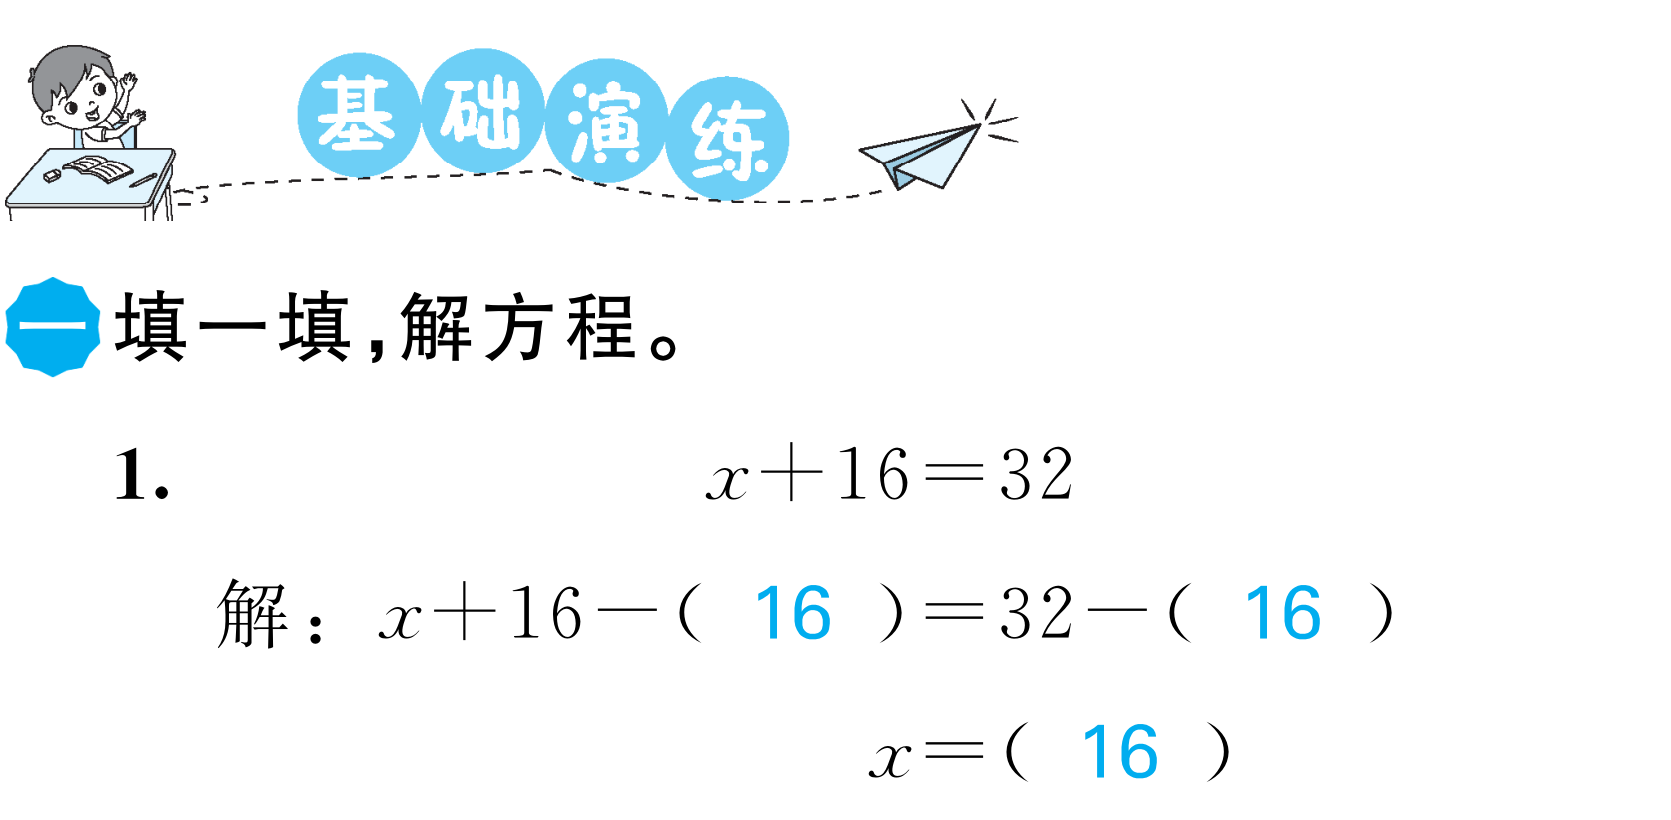 基础演练
一 填一填,解方程。
1. x+16=32
解: x+16-( 16 )=32-( 16 )
x=( 16 )